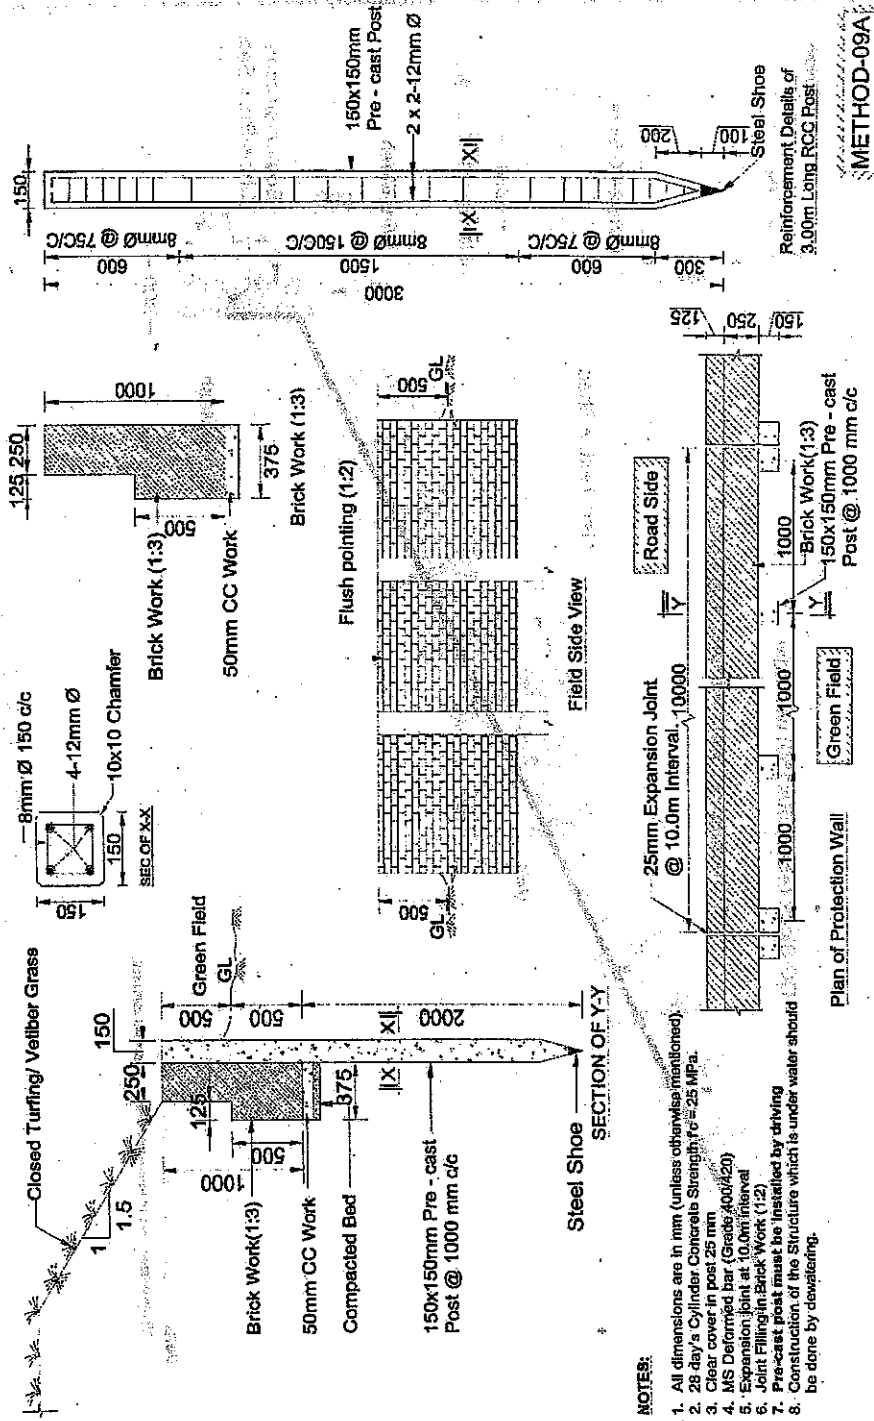 Closed Turfing/ Vetiber Grass
1
1.5
150
250
125
Green Field
GL
500
500
500
1000
375
2000
Brick Work(1:3)
50mm CC Work
Compacted Bed
150x150mm Pre - cast
Post @ 1000 mm c/c
X
X
Steel Shoe
SECTION OF Y-Y
8mm Ø 150 c/c
4-12mm Ø
10x10 Chamfer
150
150
SEC OF X-X
125
250
1000
500
375
Brick Work (1:3)
50mm CC Work
Brick Work (1:3)
150
8mmØ @ 75C/C
8mmØ @ 150C/C
8mmØ @ 75C/C
600
1500
600
300
3000
150x150mm
Pre - cast Post
2 x 2-12mm Ø
X
X
200
100
Steel Shoe
Reinforcement Details of
3.00m Long RCC Post
Flush pointing (1:2)
500
GL
500
GL
Field Side View
25mm Expansion Joint
@ 10.0m Interval
10000
Road Side
Y
Y
125
250
150
1000
1000
1000
Brick Work(1:3)
150x150mm Pre - cast
Post @ 1000 mm c/c
Green Field
Plan of Protection Wall
NOTES:
1. All dimensions are in mm (unless otherwise mentioned).
2. 28 day's Cylinder Concrete Strength f'c = 25 MPa.
3. Clear cover in post 25 mm
4. MS Deformed bar (Grade 400/420)
5. Expansion joint at 10.0m interval
6. Joint Filling in Brick Work (1:2)
7. Pre-cast post must be installed by driving
8. Construction of the Structure which is under water should
be done by dewatering.
METHOD-09A